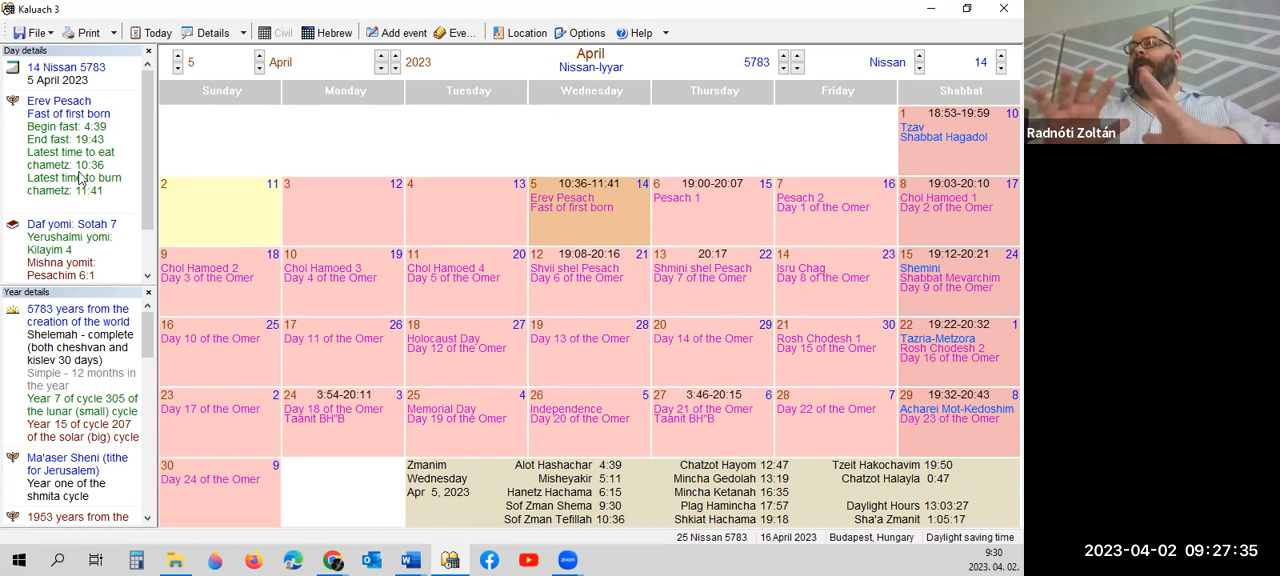 Kaluach 3
File Print Today Details Civil Hebrew Add event Eve... Location Options Help
Day details
14 Nissan 5783
5 April 2023
Erev Pesach
Fast of first born
Begin fast: 4:39
End fast: 19:43
Latest time to eat
chametz: 10:36
Latest time to burn
chametz: 11:41
Daf yomi: Sotah 7
Yerushalmi yomi:
Kilayim 4
Mishna yomit:
Pesachim 6:1
Year details
5783 years from the
creation of the world
Shelemah - complete
(both cheshvan and
kislev 30 days)
Simple - 12 months in
the year
Year 7 of cycle 305 of
the lunar (small) cycle
Year 15 of cycle 207
of the solar (big) cycle
Ma'aser Sheni (tithe
for Jerusalem)
Year one of the
shmita cycle
1953 years from the
5 April 2023 April 5783 Nissan 14
Nissan-Iyyar
Sunday Monday Tuesday Wednesday Thursday Friday Shabbat
1 18:53-19:59 10
Tzav
Shabbat Hagadol
2 11
3 12
4 13
5 10:36-11:41 14
Erev Pesach
Fast of first born
6 19:00-20:07 15
Pesach 1
7 16
Pesach 2
Day 1 of the Omer
8 19:03-20:10 17
Chol Hamoed 1
Day 2 of the Omer
9 18
Chol Hamoed 2
Day 3 of the Omer
10 19
Chol Hamoed 3
Day 4 of the Omer
11 20
Chol Hamoed 4
Day 5 of the Omer
12 19:08-20:16 21
Shvii shel Pesach
Day 6 of the Omer
13 20:17 22
Shmini shel Pesach
Day 7 of the Omer
14 23
Isru Chag
Day 8 of the Omer
15 19:12-20:21 24
Shemini
Shabbat Mevarchim
Day 9 of the Omer
16 25
Day 10 of the Omer
17 26
Day 11 of the Omer
18 27
Holocaust Day
Day 12 of the Omer
19 28
Day 13 of the Omer
20 29
Day 14 of the Omer
21 30
Rosh Chodesh 1
Day 15 of the Omer
22 19:22-20:32 1
Tazria-Metzora
Rosh Chodesh 2
Day 16 of the Omer
23 2
Day 17 of the Omer
24 3:54-20:11 3
Day 18 of the Omer
Taanit BH"B
25 4
Memorial Day
Day 19 of the Omer
26 5
Independence
Day 20 of the Omer
27 3:46-20:15 6
Day 21 of the Omer
Taanit BH"B
28 7
Day 22 of the Omer
29 19:32-20:43 8
Acharei Mot-Kedoshim
Day 23 of the Omer
30 9
Day 24 of the Omer
Zmanim Alot Hashachar 4:39 Chatzot Hayom 12:47 Tzeit Hakochavim 19:50
Wednesday Misheyakir 5:11 Mincha Gedolah 13:19 Chatzot Halayla 0:47
Apr 5, 2023 Hanetz Hachama 6:15 Mincha Ketanah 16:35
Sof Zman Shema 9:30 Plag Hamincha 17:57 Daylight Hours 13:03:27
Sof Zman Tefillah 10:36 Shkiat Hachama 19:18 Sha'a Zmanit 1:05:17
25 Nissan 5783 16 April 2023 Budapest, Hungary Daylight saving time
9:30
2023. 04. 02.
Radnóti Zoltán
2023-04-02 09:27:35